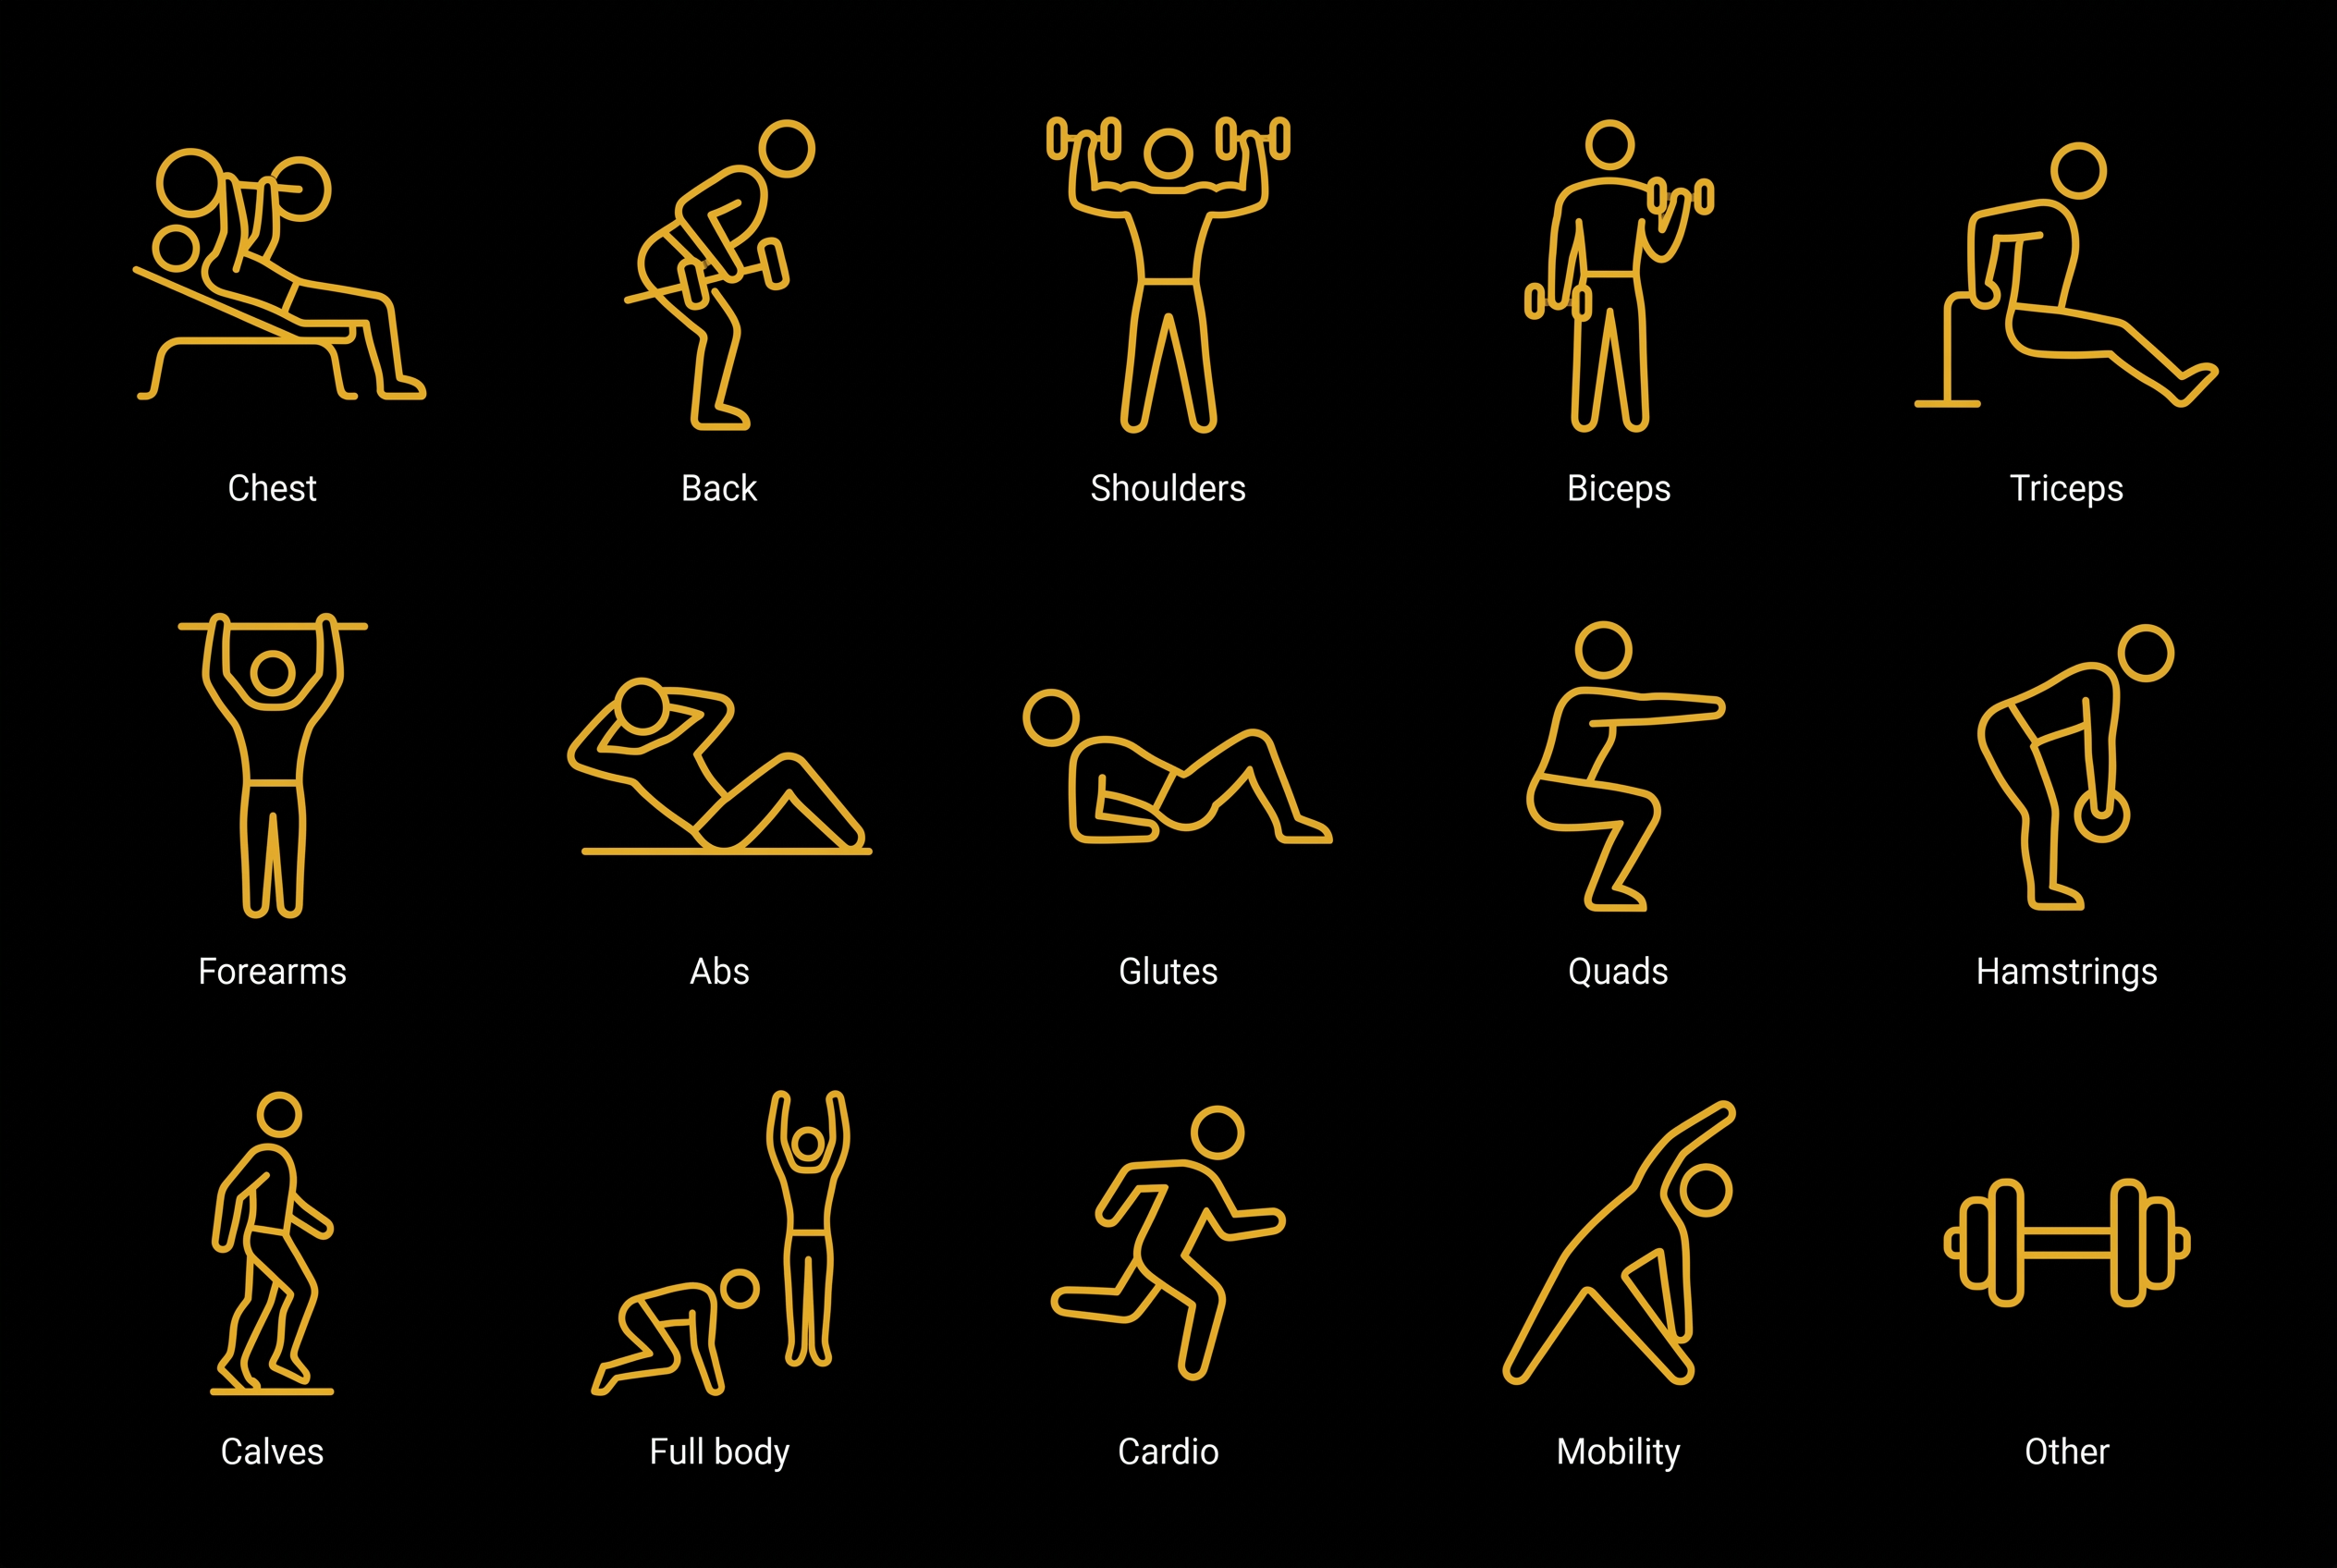 Chest
Back
Shoulders
Biceps
Triceps
Forearms
Abs
Glutes
Quads
Hamstrings
Calves
Full body
Cardio
Mobility
Other